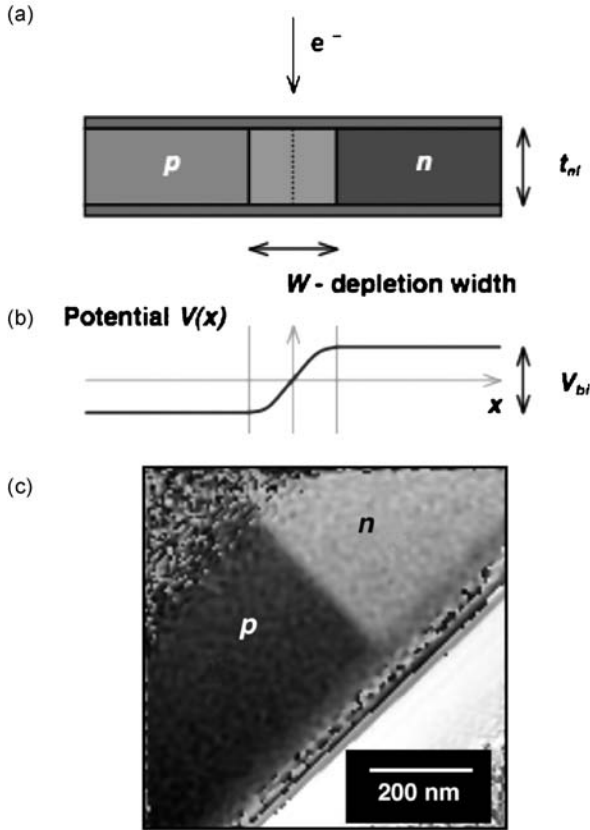 (a)
e⁻
p
n
t_nl
W - depletion width
(b)
Potential V(x)
x
V_bi
(c)
n
p
200 nm